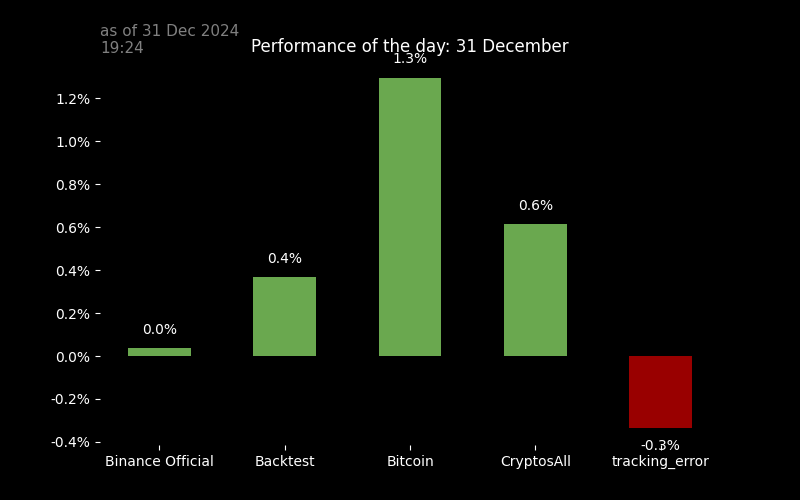 as of 31 Dec 2024
19:24
Performance of the day: 31 December
1.3%
1.2%
1.0%
0.8%
0.6%
0.6%
0.4%
0.4%
0.2%
0.0%
0.0%
-0.2%
-0.4%
-0.3%
Binance Official
Backtest
Bitcoin
CryptosAll
tracking_error